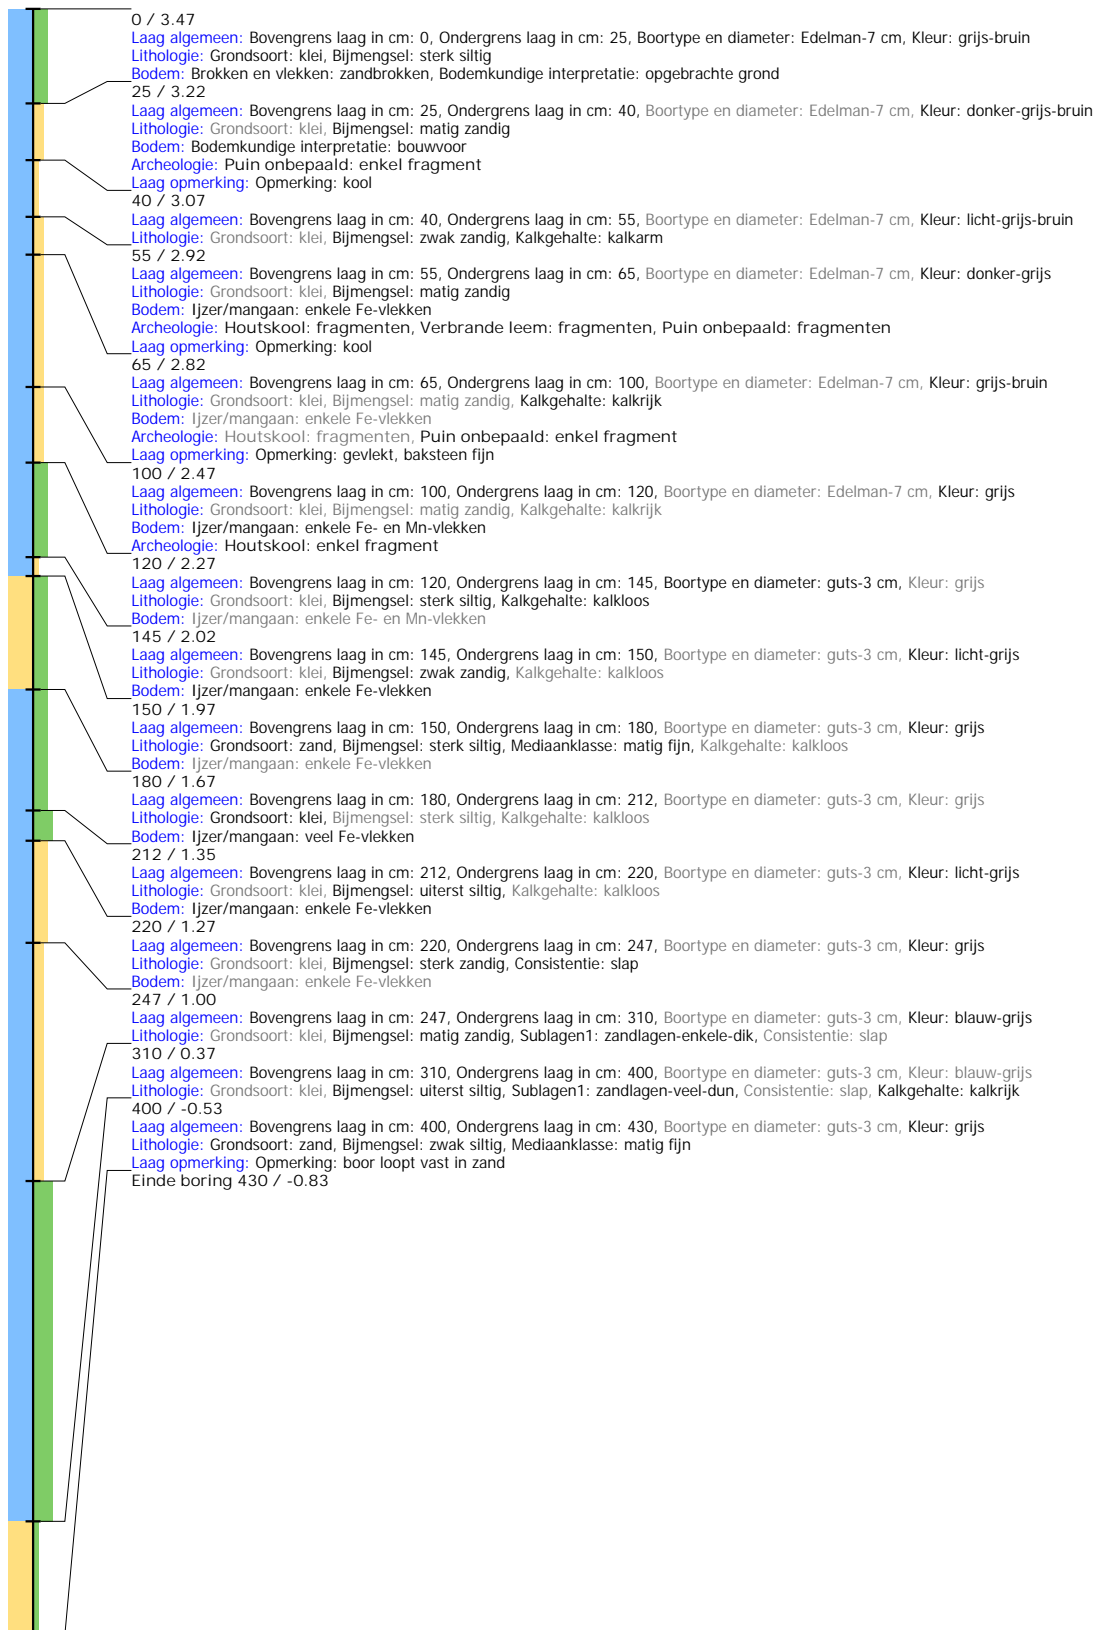 0 / 3.47
Laag algemeen: Bovengrens laag in cm: 0, Ondergrens laag in cm: 25, Boortype en diameter: Edelman-7 cm, Kleur: grijs-bruin
Lithologie: Grondsoort: klei, Bijmengsel: sterk siltig
Bodem: Brokken en vlekken: zandbrokken, Bodemkundige interpretatie: opgebrachte grond
25 / 3.22
Laag algemeen: Bovengrens laag in cm: 25, Ondergrens laag in cm: 40, Boortype en diameter: Edelman-7 cm, Kleur: donker-grijs-bruin
Lithologie: Grondsoort: klei, Bijmengsel: matig zandig
Bodem: Bodemkundige interpretatie: bouwvoor
Archeologie: Puin onbepaald: enkel fragment
Laag opmerking: Opmerking: kool
40 / 3.07
Laag algemeen: Bovengrens laag in cm: 40, Ondergrens laag in cm: 55, Boortype en diameter: Edelman-7 cm, Kleur: licht-grijs-bruin
Lithologie: Grondsoort: klei, Bijmengsel: zwak zandig, Kalkgehalte: kalkarm
55 / 2.92
Laag algemeen: Bovengrens laag in cm: 55, Ondergrens laag in cm: 65, Boortype en diameter: Edelman-7 cm, Kleur: donker-grijs
Lithologie: Grondsoort: klei, Bijmengsel: matig zandig
Bodem: Ijzer/mangaan: enkele Fe-vlekken
Archeologie: Houtskool: fragmenten, Verbrande leem: fragmenten, Puin onbepaald: fragmenten
Laag opmerking: Opmerking: kool
65 / 2.82
Laag algemeen: Bovengrens laag in cm: 65, Ondergrens laag in cm: 100, Boortype en diameter: Edelman-7 cm, Kleur: grijs-bruin
Lithologie: Grondsoort: klei, Bijmengsel: matig zandig, Kalkgehalte: kalkrijk
Bodem: Ijzer/mangaan: enkele Fe-vlekken
Archeologie: Houtskool: fragmenten, Puin onbepaald: enkel fragment
Laag opmerking: Opmerking: gevlekt, baksteen fijn
100 / 2.47
Laag algemeen: Bovengrens laag in cm: 100, Ondergrens laag in cm: 120, Boortype en diameter: Edelman-7 cm, Kleur: grijs
Lithologie: Grondsoort: klei, Bijmengsel: matig zandig, Kalkgehalte: kalkrijk
Bodem: Ijzer/mangaan: enkele Fe- en Mn-vlekken
Archeologie: Houtskool: enkel fragment
120 / 2.27
Laag algemeen: Bovengrens laag in cm: 120, Ondergrens laag in cm: 145, Boortype en diameter: guts-3 cm, Kleur: grijs
Lithologie: Grondsoort: klei, Bijmengsel: sterk siltig, Kalkgehalte: kalkloos
Bodem: Ijzer/mangaan: enkele Fe- en Mn-vlekken
145 / 2.02
Laag algemeen: Bovengrens laag in cm: 145, Ondergrens laag in cm: 150, Boortype en diameter: guts-3 cm, Kleur: licht-grijs
Lithologie: Grondsoort: klei, Bijmengsel: zwak zandig, Kalkgehalte: kalkloos
Bodem: Ijzer/mangaan: enkele Fe-vlekken
150 / 1.97
Laag algemeen: Bovengrens laag in cm: 150, Ondergrens laag in cm: 180, Boortype en diameter: guts-3 cm, Kleur: grijs
Lithologie: Grondsoort: zand, Bijmengsel: sterk siltig, Mediaanklasse: matig fijn, Kalkgehalte: kalkloos
Bodem: Ijzer/mangaan: enkele Fe-vlekken
180 / 1.67
Laag algemeen: Bovengrens laag in cm: 180, Ondergrens laag in cm: 212, Boortype en diameter: guts-3 cm, Kleur: grijs
Lithologie: Grondsoort: klei, Bijmengsel: sterk siltig, Kalkgehalte: kalkloos
Bodem: Ijzer/mangaan: veel Fe-vlekken
212 / 1.35
Laag algemeen: Bovengrens laag in cm: 212, Ondergrens laag in cm: 220, Boortype en diameter: guts-3 cm, Kleur: licht-grijs
Lithologie: Grondsoort: klei, Bijmengsel: uiterst siltig, Kalkgehalte: kalkloos
Bodem: Ijzer/mangaan: enkele Fe-vlekken
220 / 1.27
Laag algemeen: Bovengrens laag in cm: 220, Ondergrens laag in cm: 247, Boortype en diameter: guts-3 cm, Kleur: grijs
Lithologie: Grondsoort: klei, Bijmengsel: sterk zandig, Consistentie: slap
Bodem: Ijzer/mangaan: enkele Fe-vlekken
247 / 1.00
Laag algemeen: Bovengrens laag in cm: 247, Ondergrens laag in cm: 310, Boortype en diameter: guts-3 cm, Kleur: blauw-grijs
Lithologie: Grondsoort: klei, Bijmengsel: matig zandig, Sublagen1: zandlagen-enkele-dik, Consistentie: slap
310 / 0.37
Laag algemeen: Bovengrens laag in cm: 310, Ondergrens laag in cm: 400, Boortype en diameter: guts-3 cm, Kleur: blauw-grijs
Lithologie: Grondsoort: klei, Bijmengsel: uiterst siltig, Sublagen1: zandlagen-veel-dun, Consistentie: slap, Kalkgehalte: kalkrijk
400 / -0.53
Laag algemeen: Bovengrens laag in cm: 400, Ondergrens laag in cm: 430, Boortype en diameter: guts-3 cm, Kleur: grijs
Lithologie: Grondsoort: zand, Bijmengsel: zwak siltig, Mediaanklasse: matig fijn
Laag opmerking: Opmerking: boor loopt vast in zand
Einde boring 430 / -0.83